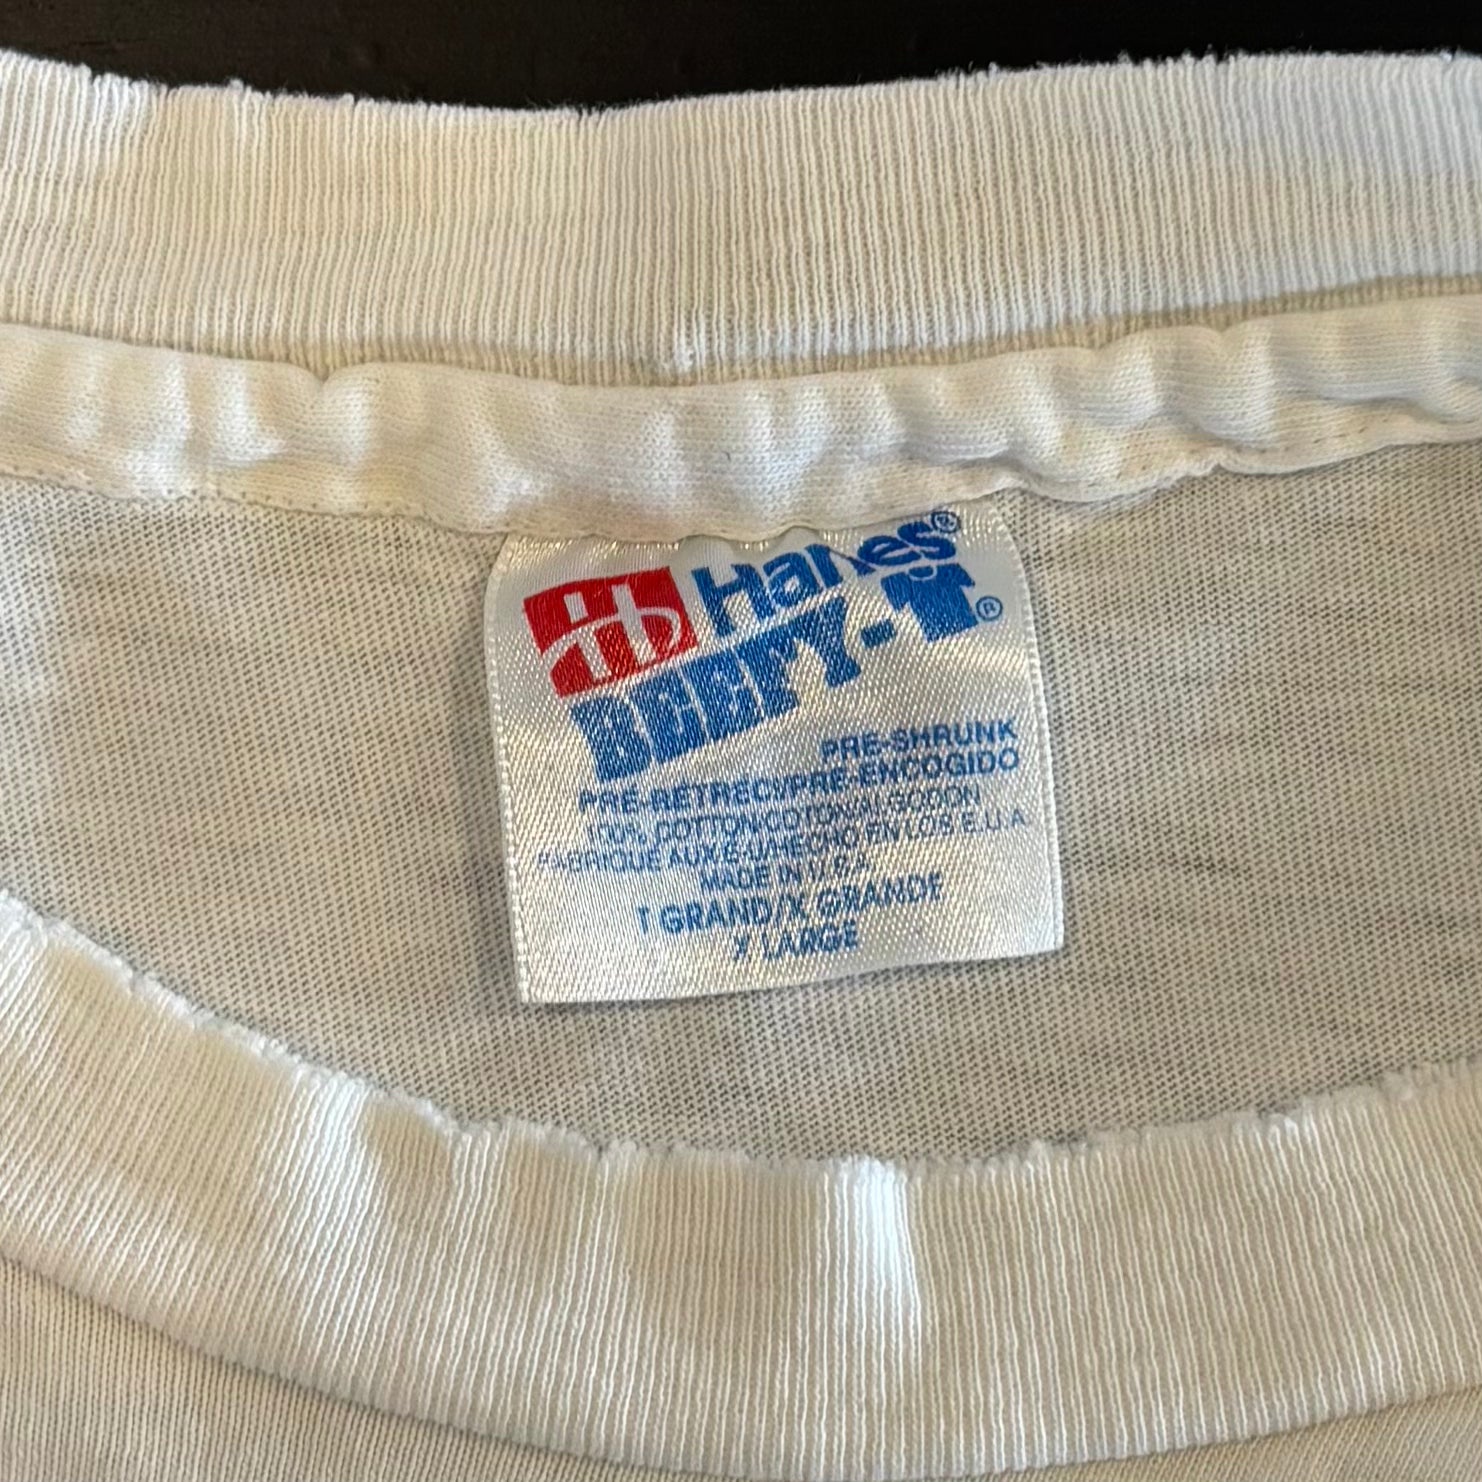 Hanes®
BEEFY-T®
PRE-SHRUNK
PRE-RETRECI/PRE-ENCOGIDO
100% COTTON/COTON/ALGODON
FABRIQUE AUX E-U/HECHO EN LOS E.U.A.
MADE IN U.S.A.
T GRAND/X GRANDE
X LARGE